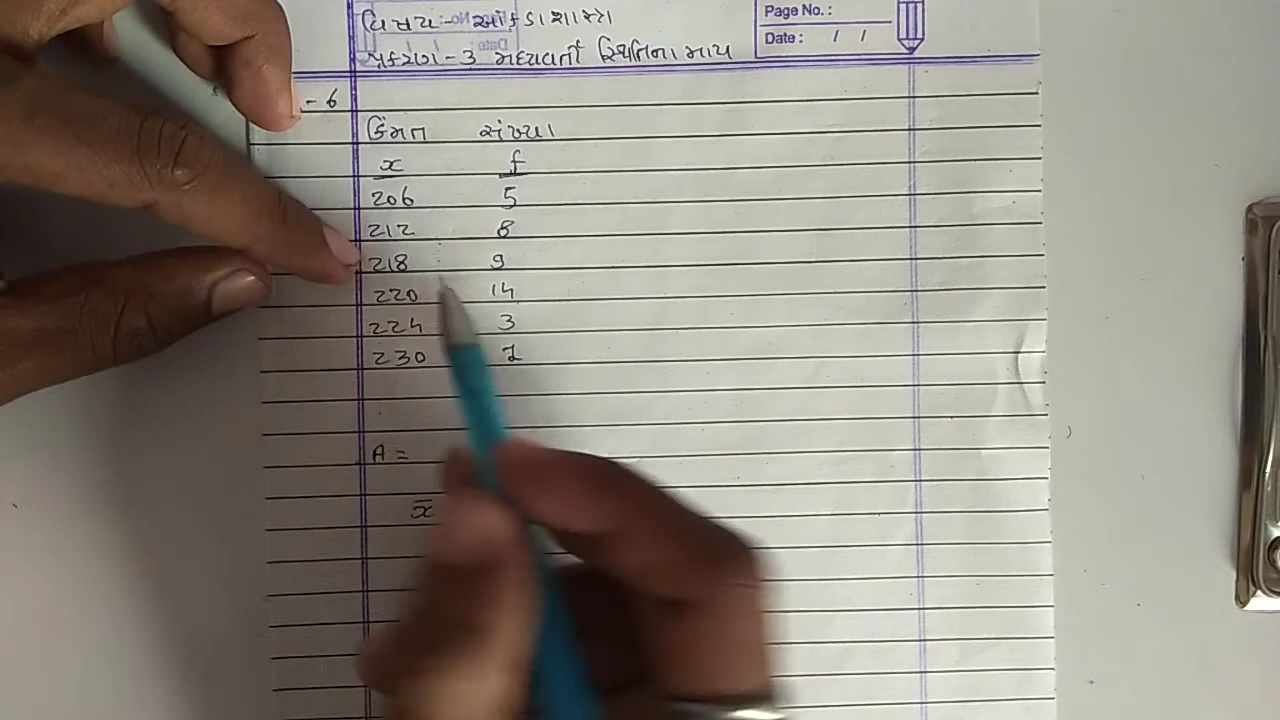 વિષય:- આંકડાશાસ્ત્ર
Page No.:
Date: / /
પ્રકરણ-3 મધ્યવર્તી સ્થિતિના માપ
-6
કિંમત સંખ્યા
x f
206 5
212 8
218 9
220 14
224 3
230 1
A =
x̄